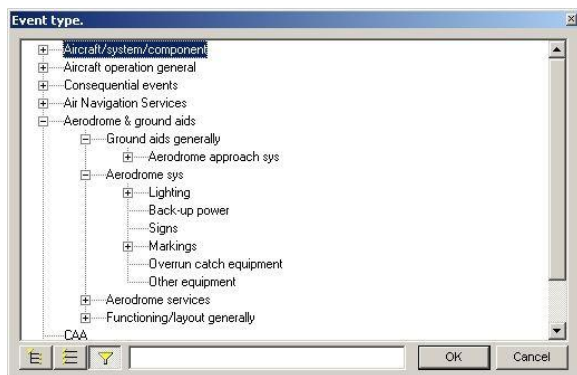 Event type.
Aircraft/system/component
Aircraft operation general
Consequential events
Air Navigation Services
Aerodrome & ground aids
Ground aids generally
Aerodrome approach sys
Aerodrome sys
Lighting
Back-up power
Signs
Markings
Overrun catch equipment
Other equipment
Aerodrome services
Functioning/layout generally
CAA
OK Cancel